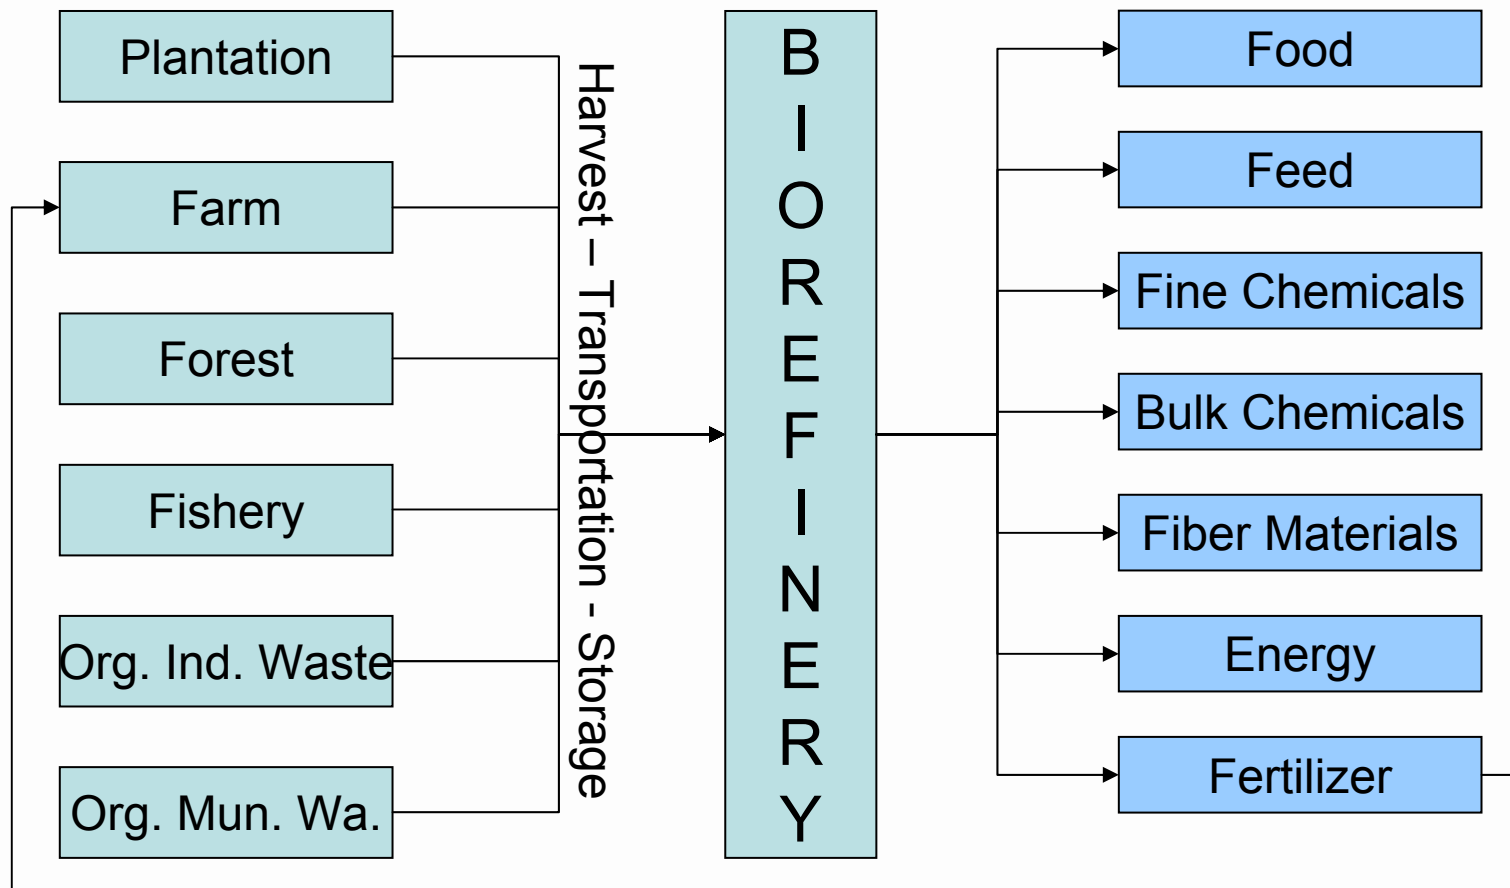 Plantation
Farm
Forest
Fishery
Org. Ind. Waste
Org. Mun. Wa.
Harvest – Transportation - Storage
B
I
O
R
E
F
I
N
E
R
Y
Food
Feed
Fine Chemicals
Bulk Chemicals
Fiber Materials
Energy
Fertilizer